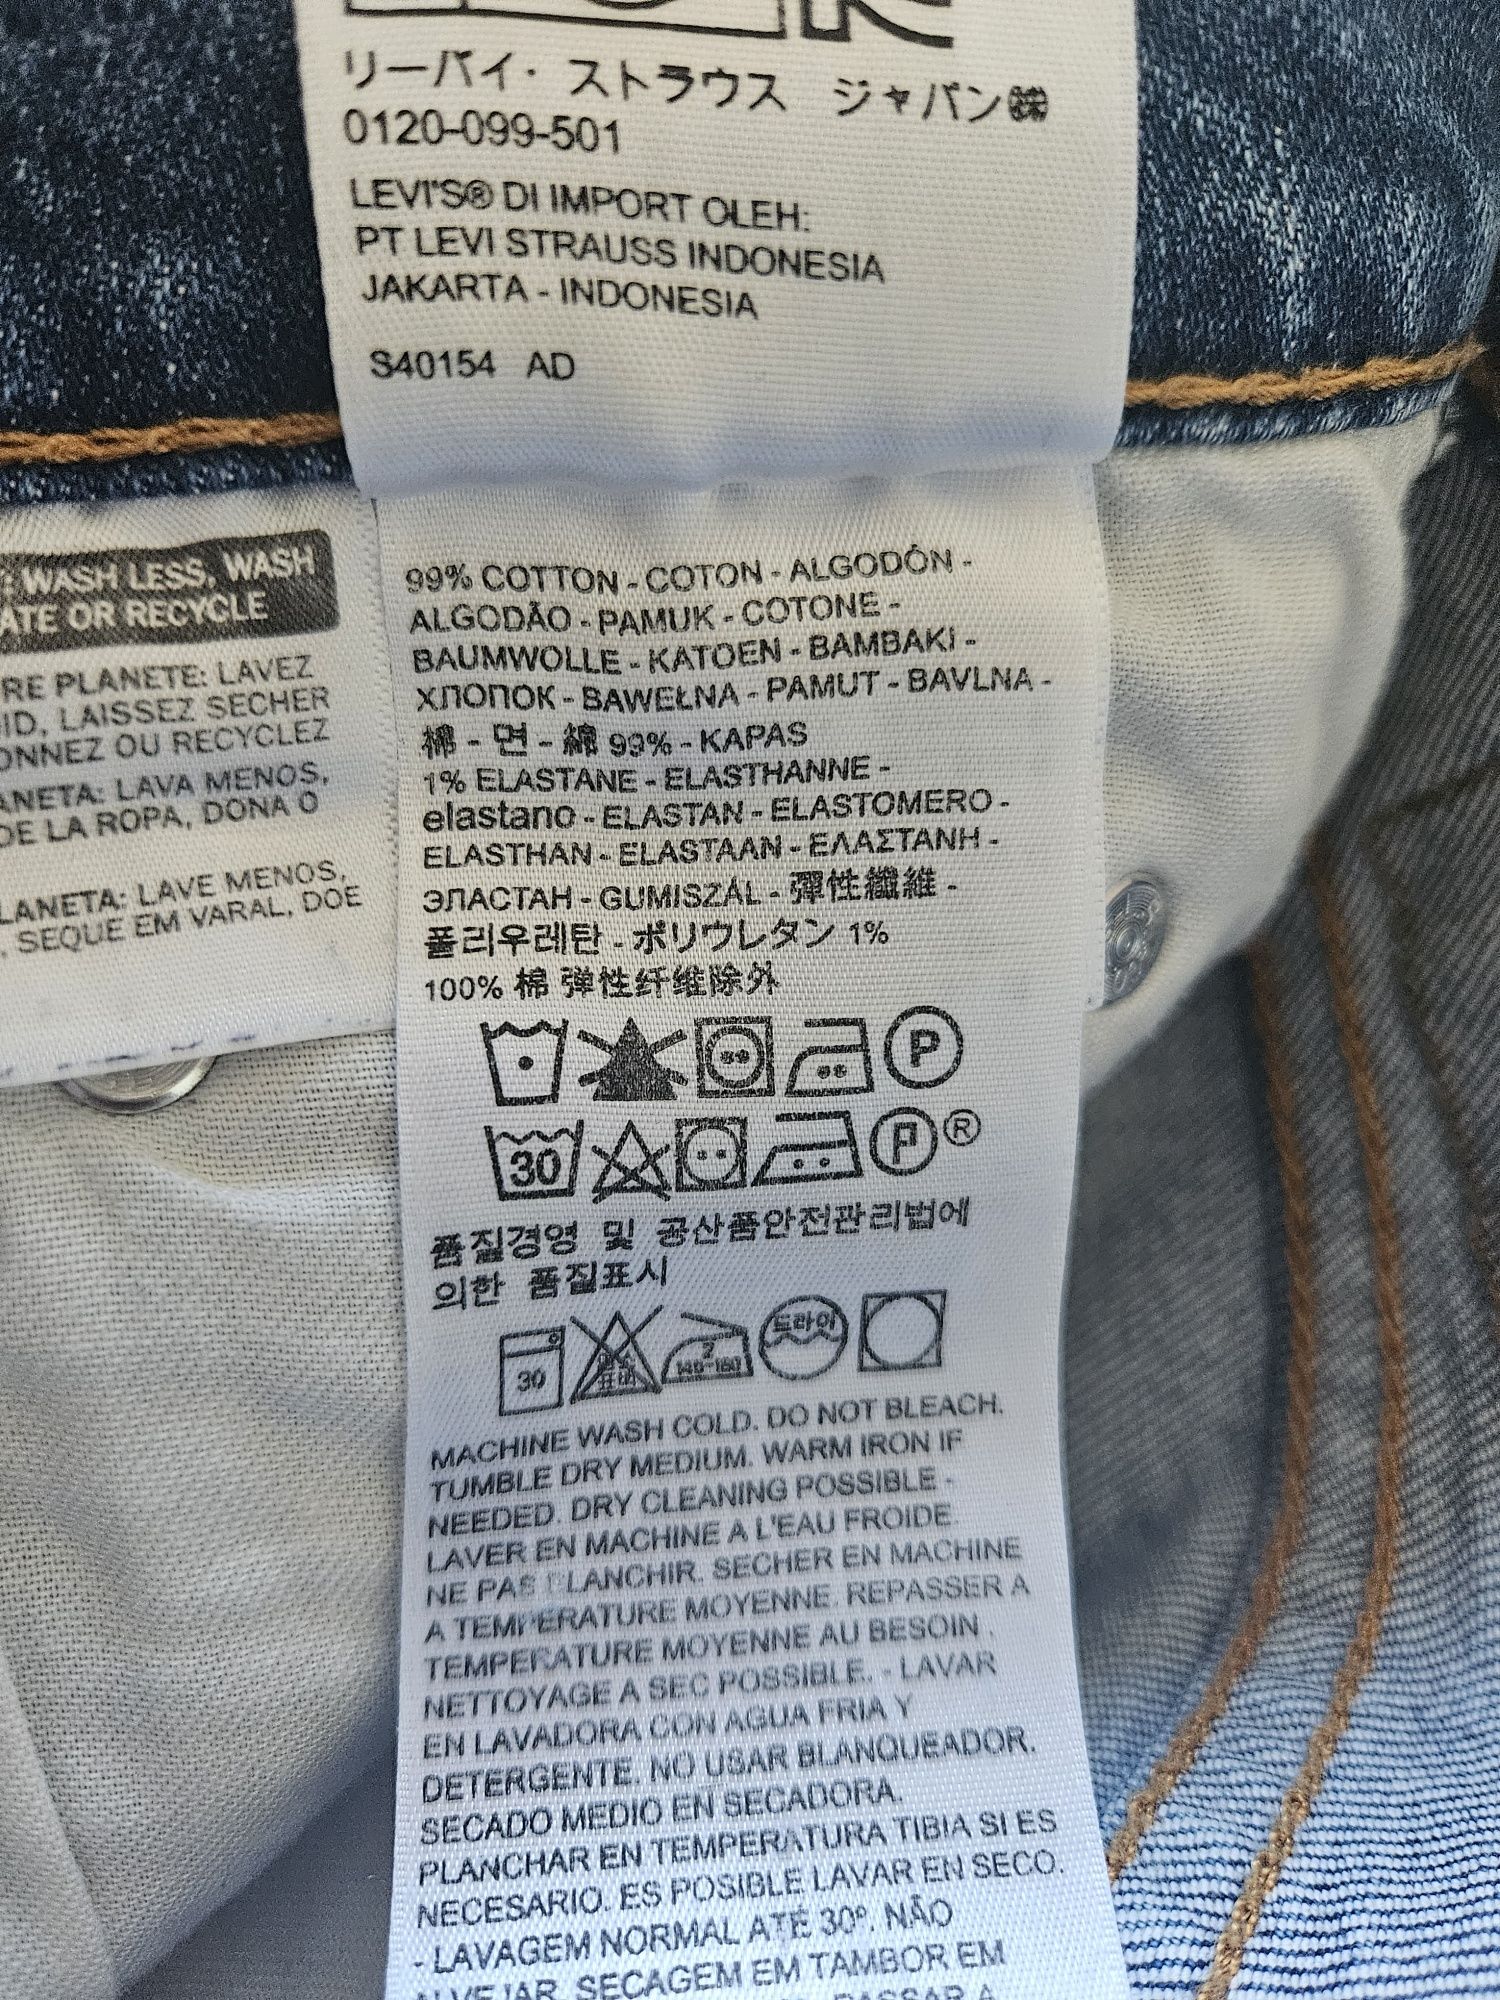 リーバイ・ストラウス ジャパン㈱
0120-099-501
LEVI'S® DI IMPORT OLEH:
PT LEVI STRAUSS INDONESIA
JAKARTA - INDONESIA
S40154 AD
WASH LESS, WASH
ATE OR RECYCLE
RE PLANETE: LAVEZ
ID, LAISSEZ SECHER
ONNEZ OU RECYCLEZ
ANETA: LAVA MENOS,
DE LA ROPA, DONA O
LANETA: LAVE MENOS,
, SEQUE EM VARAL, DOE
99% COTTON - COTON - ALGODÓN -
ALGODÃO - PAMUK - COTONE -
BAUMWOLLE - KATOEN - BAMBAKI -
ХЛОПОК - BAWEŁNA - PAMUT - BAVLNA -
棉 - 면 - 綿 99% - KAPAS
1% ELASTANE - ELASTHANNE -
elastano - ELASTAN - ELASTOMERO -
ELASTHAN - ELASTAAN - ΕΛΑΣΤΑΝΗ -
ЭЛАСТАН - GUMISZÁL - 彈性纖維 -
폴리우레탄 - ポリウレタン 1%
100% 棉 弹性纤维除外
P
30 P ®
품질경영 및 공산품안전관리법에
의한 품질표시
30 2 140-160 드라이
MACHINE WASH COLD. DO NOT BLEACH.
TUMBLE DRY MEDIUM. WARM IRON IF
NEEDED. DRY CLEANING POSSIBLE -
LAVER EN MACHINE A L'EAU FROIDE.
NE PAS BLANCHIR. SECHER EN MACHINE
A TEMPERATURE MOYENNE. REPASSER A
TEMPERATURE MOYENNE AU BESOIN .
NETTOYAGE A SEC POSSIBLE. - LAVAR
EN LAVADORA CON AGUA FRIA Y
DETERGENTE. NO USAR BLANQUEADOR.
SECADO MEDIO EN SECADORA.
PLANCHAR EN TEMPERATURA TIBIA SI ES
NECESARIO. ES POSIBLE LAVAR EN SECO.
- LAVAGEM NORMAL ATÉ 30º. NÃO
ALVEJAR. SECAGEM EM TAMBOR EM
PASSAR A